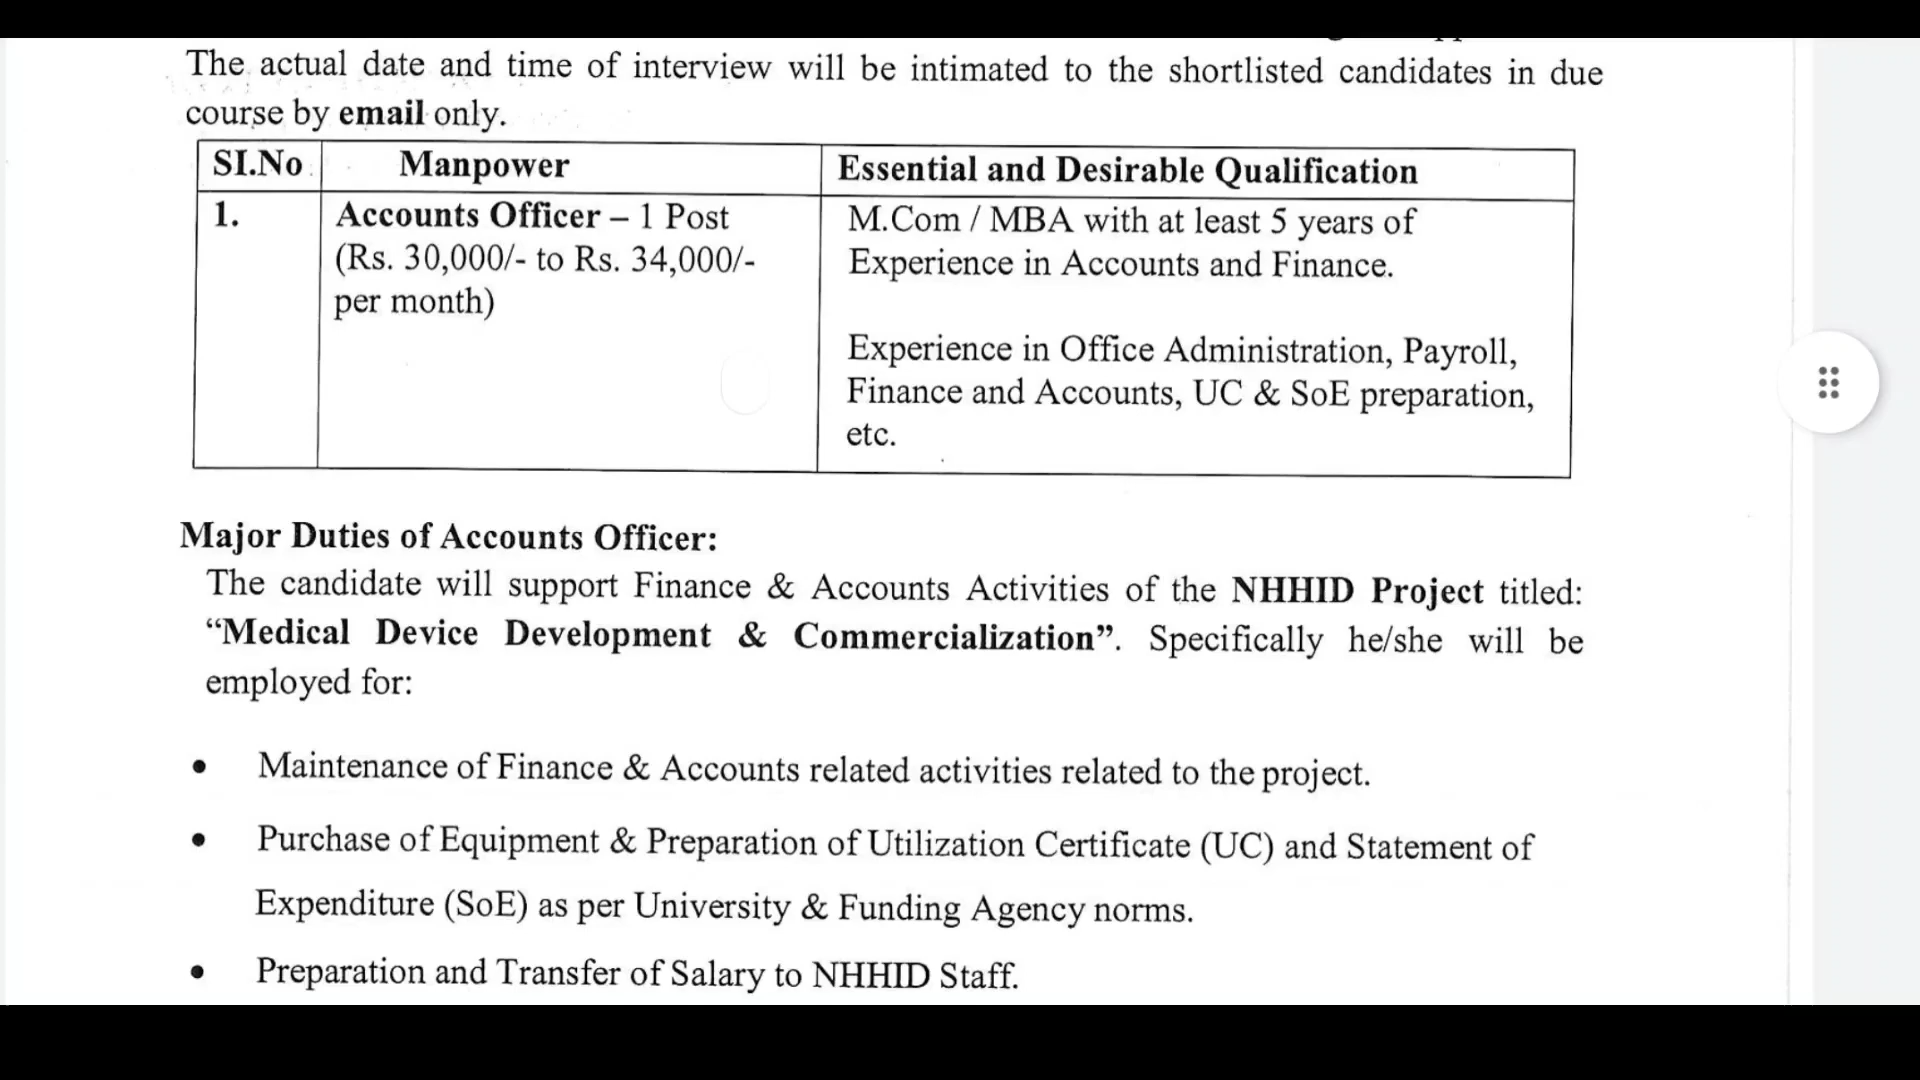 The actual date and time of interview will be intimated to the shortlisted candidates in due
course by email only.
SI.No Manpower Essential and Desirable Qualification
1. Accounts Officer – 1 Post M.Com / MBA with at least 5 years of
(Rs. 30,000/- to Rs. 34,000/- Experience in Accounts and Finance.
per month)
Experience in Office Administration, Payroll,
Finance and Accounts, UC & SoE preparation,
etc.
Major Duties of Accounts Officer:
The candidate will support Finance & Accounts Activities of the NHHID Project titled:
“Medical Device Development & Commercialization”. Specifically he/she will be
employed for:
• Maintenance of Finance & Accounts related activities related to the project.
• Purchase of Equipment & Preparation of Utilization Certificate (UC) and Statement of
Expenditure (SoE) as per University & Funding Agency norms.
• Preparation and Transfer of Salary to NHHID Staff.